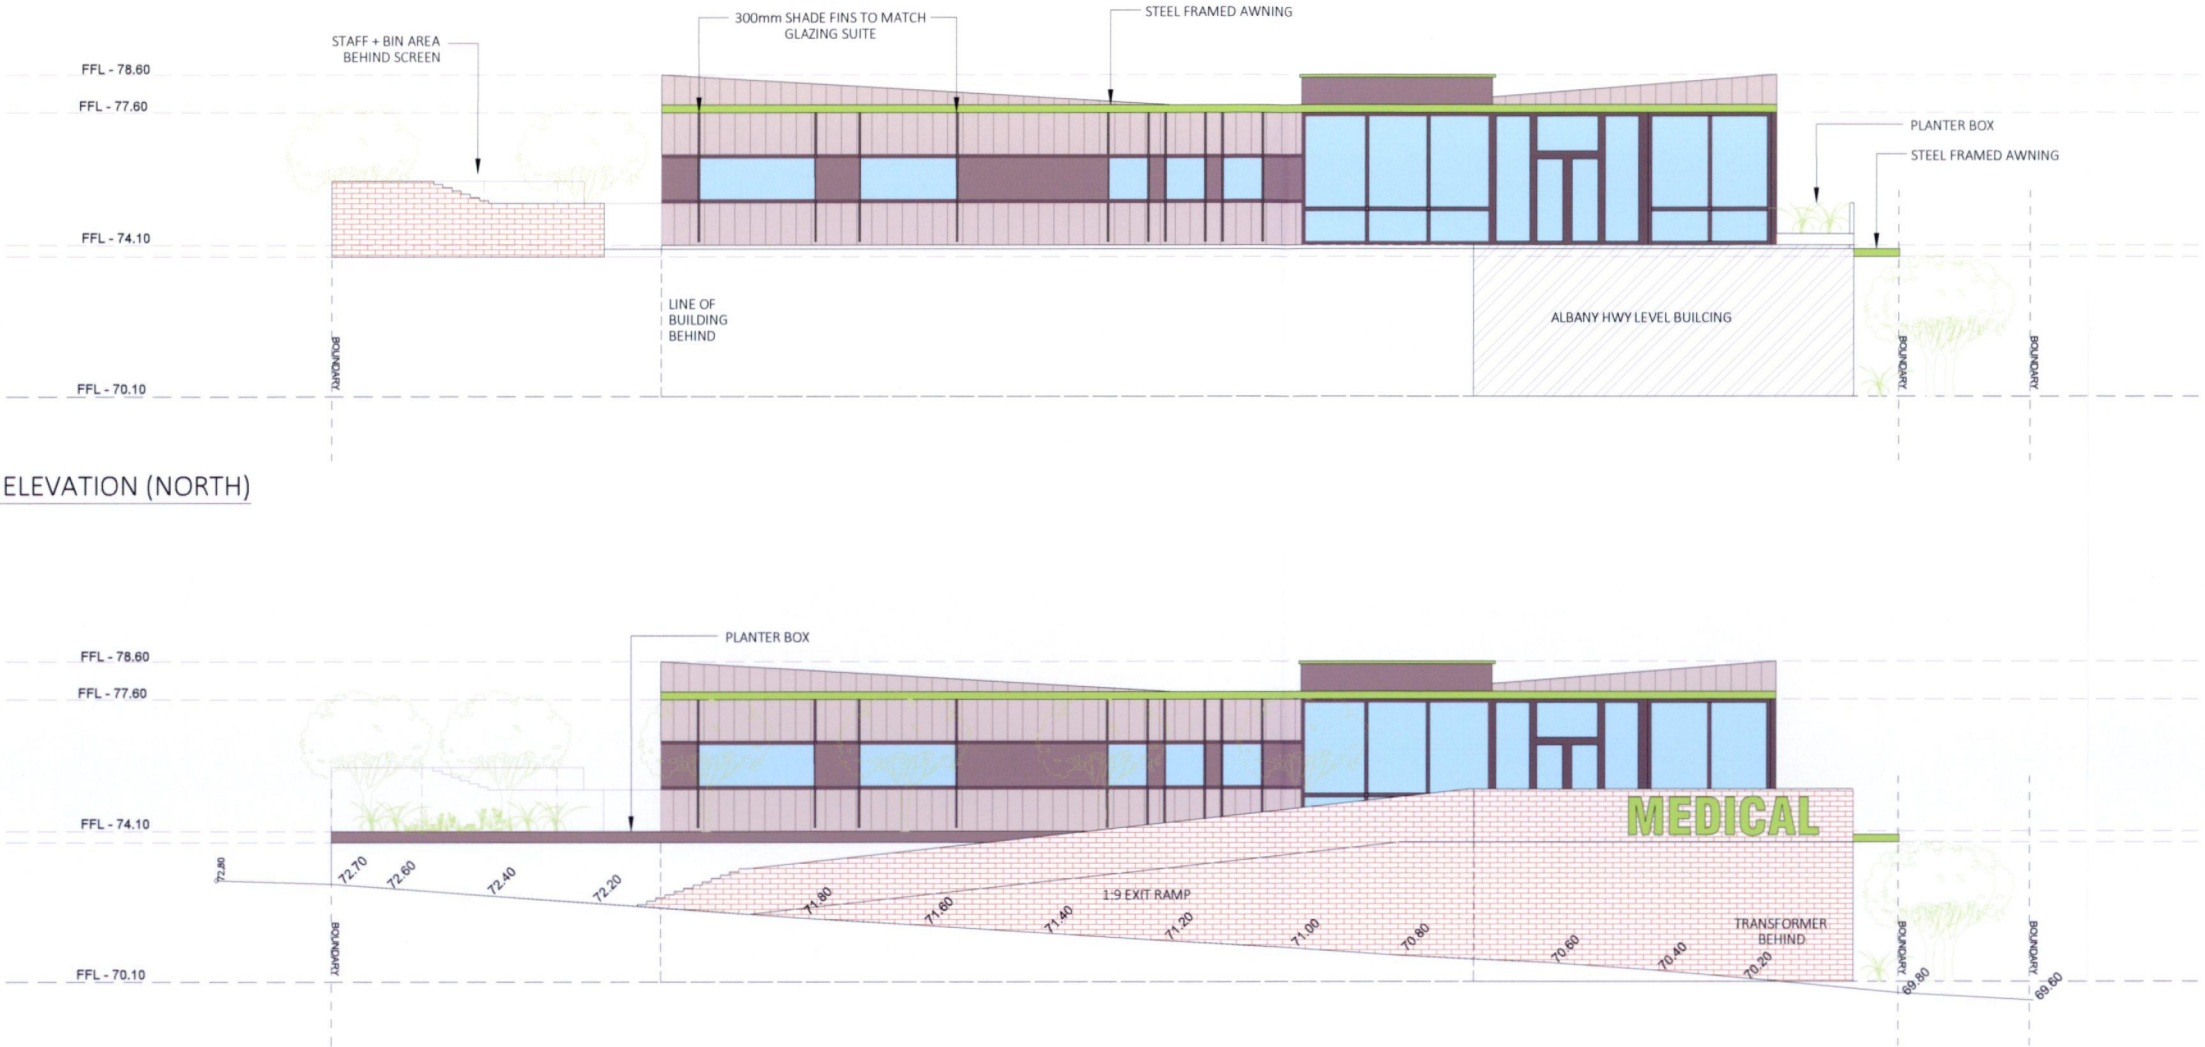 300mm SHADE FINS TO MATCH
GLAZING SUITE
STEEL FRAMED AWNING
STAFF + BIN AREA
BEHIND SCREEN
FFL - 78.60
FFL - 77.60
PLANTER BOX
STEEL FRAMED AWNING
FFL - 74.10
LINE OF
BUILDING
BEHIND
ALBANY HWY LEVEL BUILCING
BOUNDARY
BOUNDARY
BOUNDARY
FFL - 70.10
ELEVATION (NORTH)
PLANTER BOX
FFL - 78.60
FFL - 77.60
FFL - 74.10
MEDICAL
72.80
72.70
72.60
72.40
72.20
71.80
71.60
71.40
71.20
71.00
70.80
70.60
70.40
70.20
69.80
69.60
1:9 EXIT RAMP
TRANSFORMER
BEHIND
BOUNDARY
BOUNDARY
BOUNDARY
FFL - 70.10